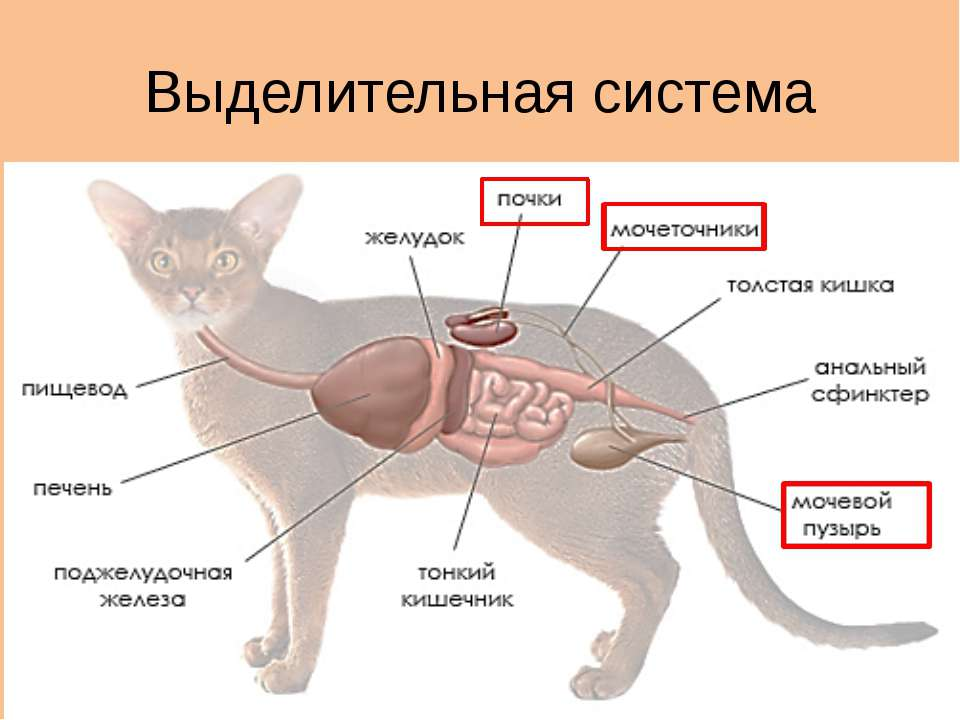 Выделительная система
почки
мочеточники
желудок
толстая кишка
анальный
сфинктер
пищевод
печень
мочевой
пузырь
поджелудочная
железа
тонкий
кишечник